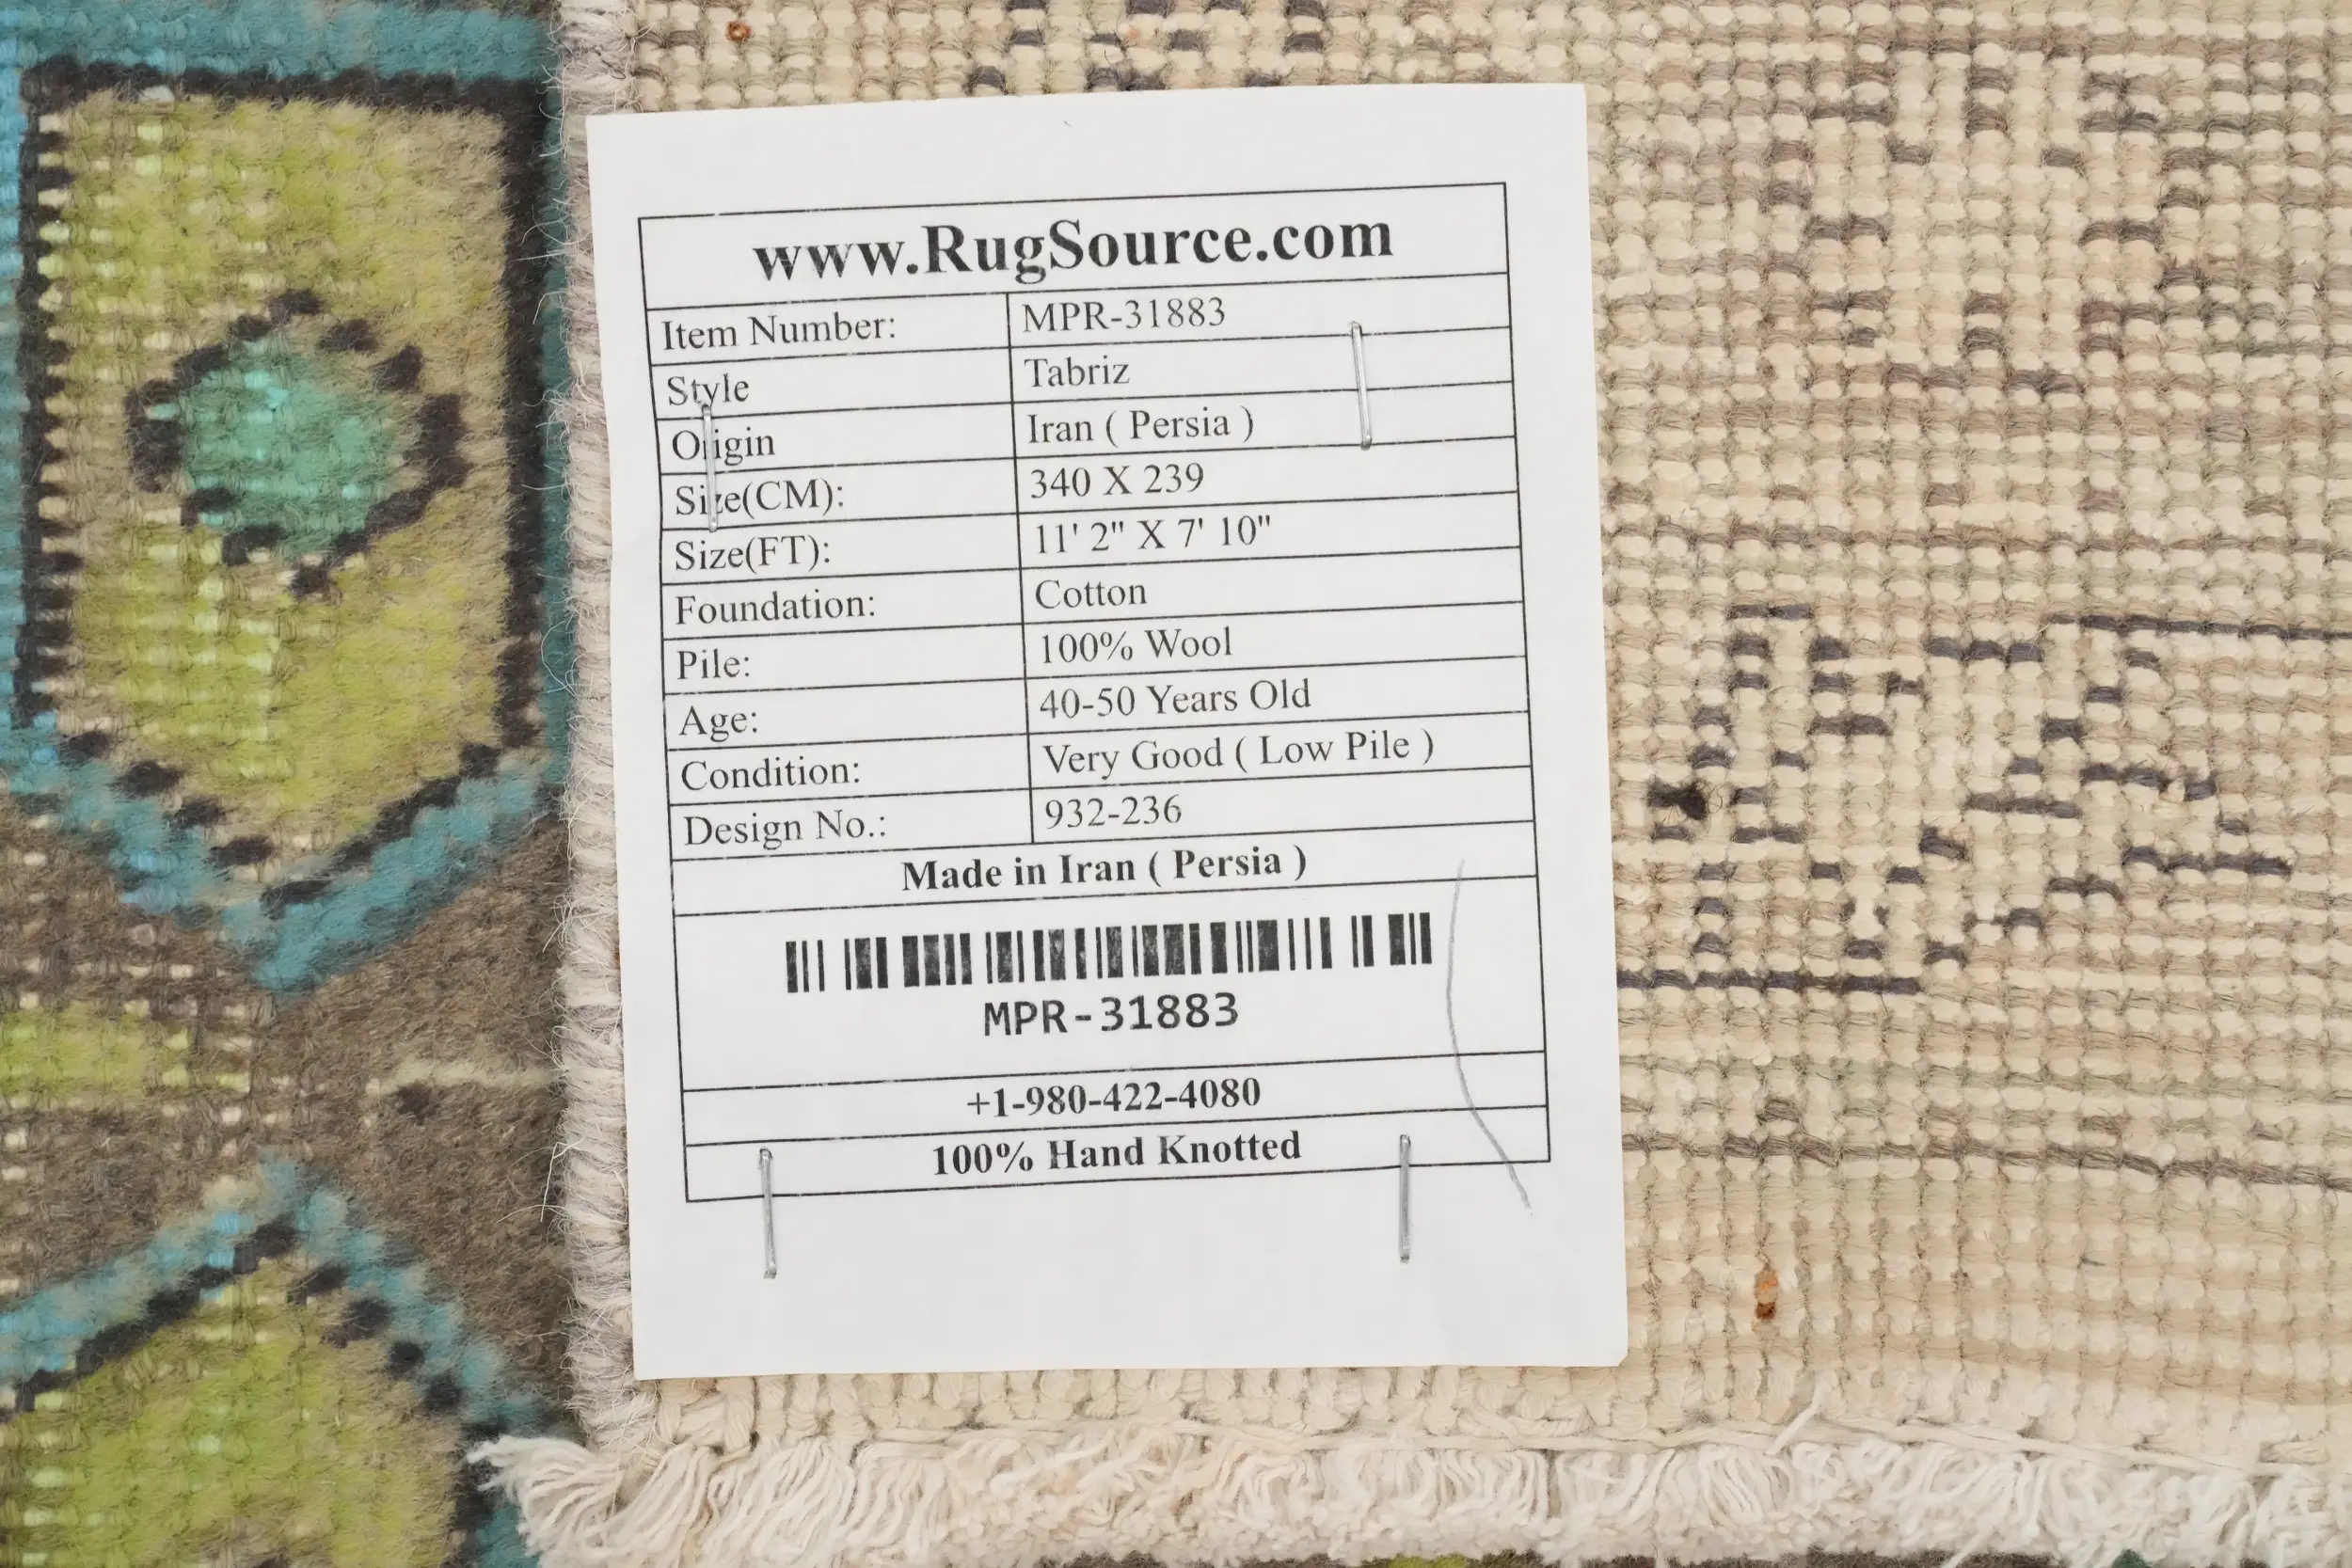 www.RugSource.com
Item Number: MPR-31883
Style Tabriz
Origin Iran ( Persia )
Size(CM): 340 X 239
Size(FT): 11' 2" X 7' 10"
Foundation: Cotton
Pile: 100% Wool
Age: 40-50 Years Old
Condition: Very Good ( Low Pile )
Design No.: 932-236
Made in Iran ( Persia )
MPR-31883
+1-980-422-4080
100% Hand Knotted